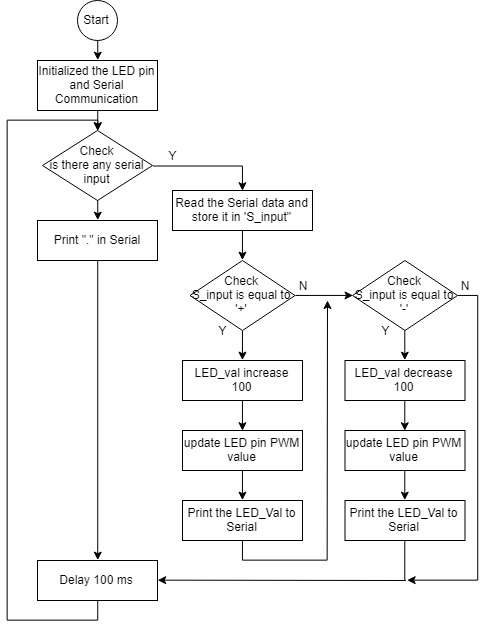 Start
Initialized the LED pin
and Serial
Communication
Check
is there any serial
input
Y
Print "." in Serial
Read the Serial data and
store it in 'S_input"
Check
S_input is equal to
'+'
N
Y
Check
S_input is equal to
'-'
N
Y
LED_val increase
100
LED_val decrease
100
update LED pin PWM
value
update LED pin PWM
value
Print the LED_Val to
Serial
Print the LED_Val to
Serial
Delay 100 ms